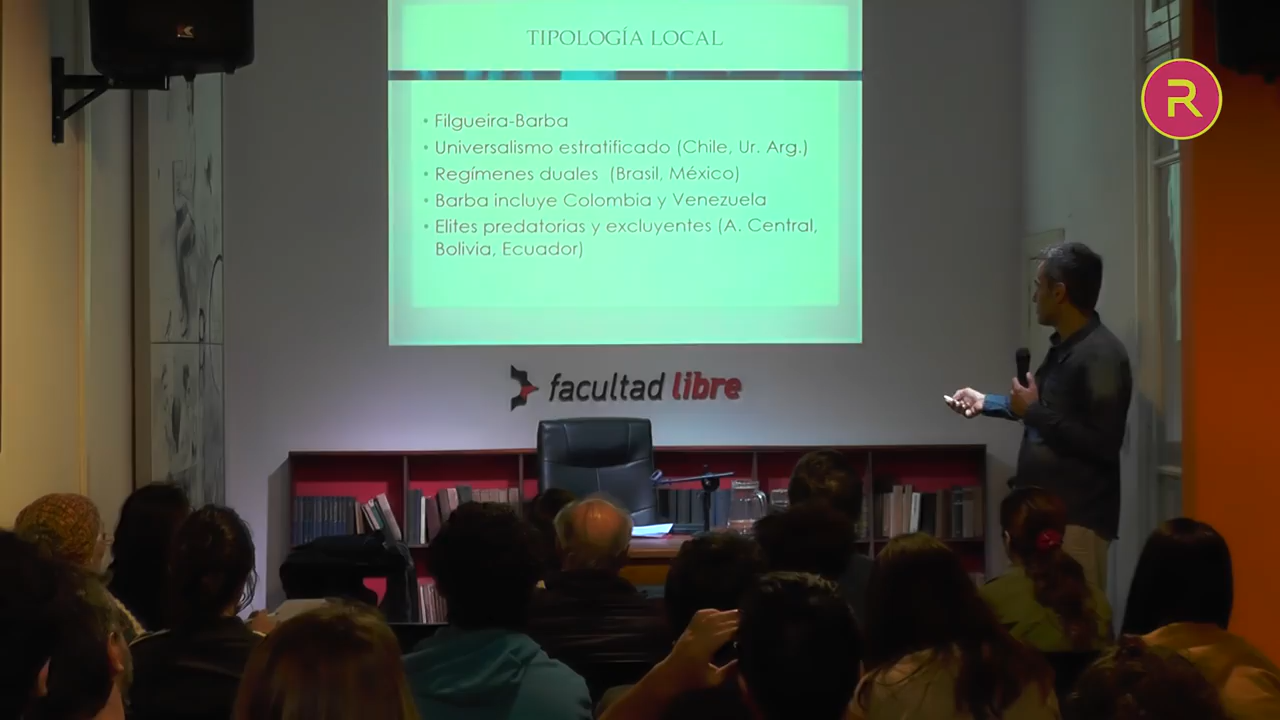 TIPOLOGÍA LOCAL
• Filgueira-Barba
• Universalismo estratificado (Chile, Ur. Arg.)
• Regímenes duales (Brasil, México)
• Barba incluye Colombia y Venezuela
• Elites predatorias y excluyentes (A. Central,
Bolivia, Ecuador)
R
facultad libre